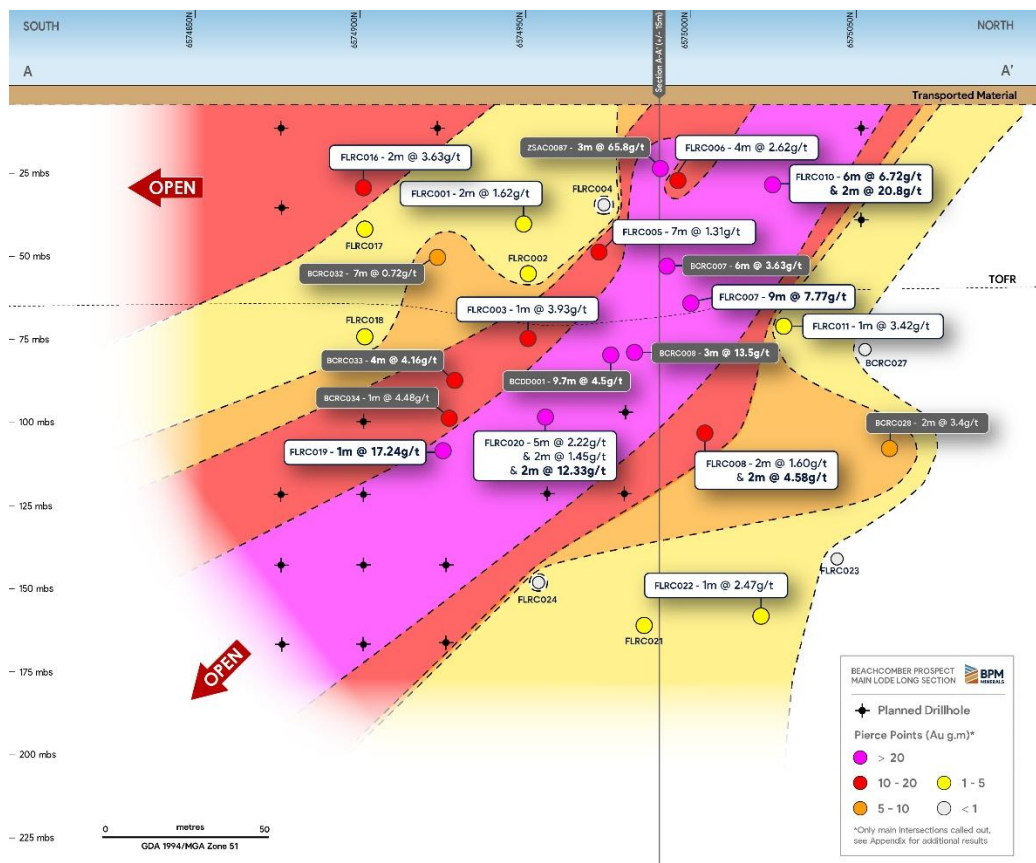 SOUTH
6574850N
6574900N
6574950N
Section A-A' (+/- 15m)
6575000N
6575050N
NORTH
A
A'
Transported Material
ZSAC0087 - 3m @ 65.8g/t
FLRC006 - 4m @ 2.62g/t
FLRC016 - 2m @ 3.63g/t
25 mbs
OPEN
FLRC001 - 2m @ 1.62g/t
FLRC004
FLRC010 - 6m @ 6.72g/t
& 2m @ 20.8g/t
FLRC017
FLRC005 - 7m @ 1.31g/t
50 mbs
BCRC032 - 7m @ 0.72g/t
FLRC002
BCRC007 - 6m @ 3.63g/t
TOFR
FLRC003 - 1m @ 3.93g/t
FLRC007 - 9m @ 7.77g/t
FLRC018
FLRC011 - 1m @ 3.42g/t
75 mbs
BCRC033 - 4m @ 4.16g/t
BCRC008 - 3m @ 13.5g/t
BCRC027
BCDD001 - 9.7m @ 4.5g/t
BCRC034 - 1m @ 4.48g/t
100 mbs
BCRC028 - 2m @ 3.4g/t
FLRC019 - 1m @ 17.24g/t
FLRC020 - 5m @ 2.22g/t
& 2m @ 1.45g/t
& 2m @ 12.33g/t
FLRC008 - 2m @ 1.60g/t
& 2m @ 4.58g/t
125 mbs
FLRC023
150 mbs
FLRC024
FLRC022 - 1m @ 2.47g/t
FLRC021
OPEN
175 mbs
200 mbs
225 mbs
0 metres 50
GDA 1994/MGA Zone 51
BEACHCOMBER PROSPECT
MAIN LODE LONG SECTION
BPM
MINERALS
Planned Drillhole
Pierce Points (Au g.m)*
> 20
10 - 20
1 - 5
5 - 10
< 1
*Only main Intersections called out,
see Appendix for additional results